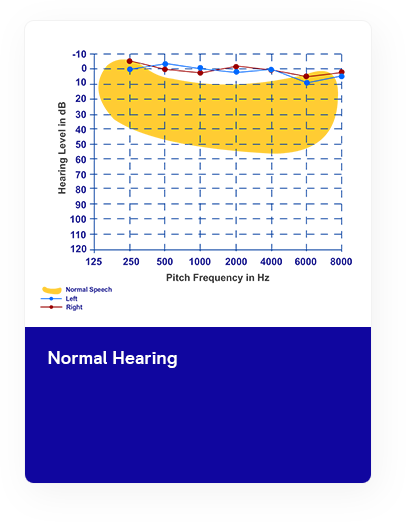 -10
0
10
20
30
40
50
60
70
80
90
100
110
120
Hearing Level in dB
125 250 500 1000 2000 4000 6000 8000
Pitch Frequency in Hz
Normal Speech
Left
Right
Normal Hearing